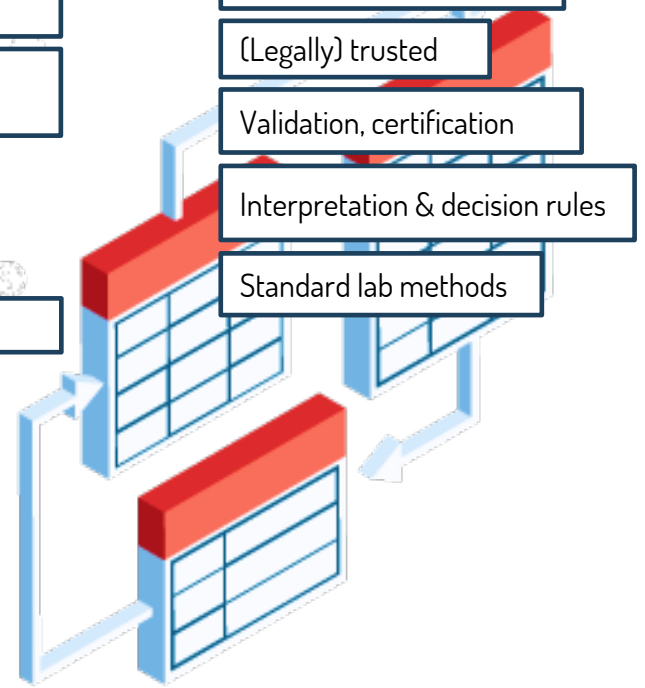 (Legally) trusted
Validation, certification
Interpretation & decision rules
Standard lab methods